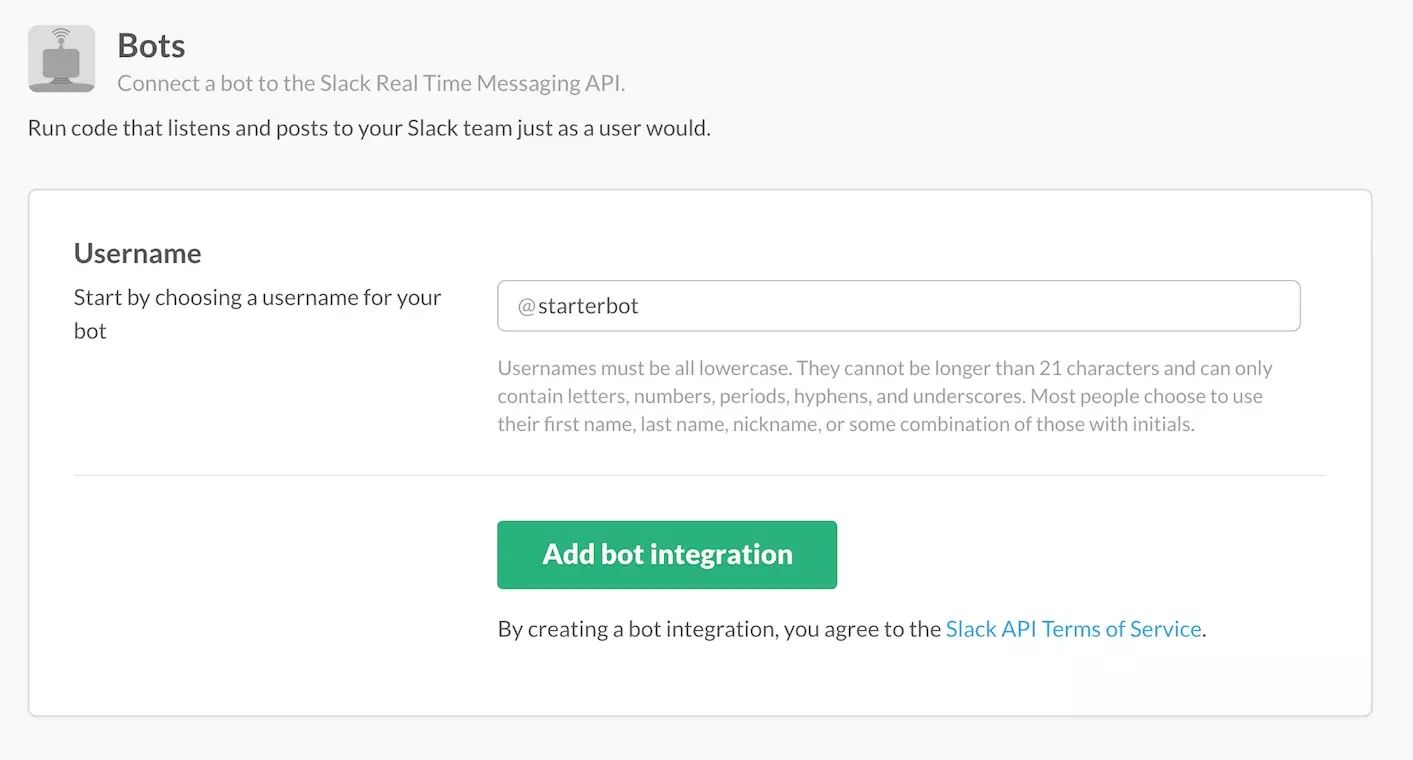 Bots
Connect a bot to the Slack Real Time Messaging API.
Run code that listens and posts to your Slack team just as a user would.
Username
Start by choosing a username for your
bot
@starterbot
Usernames must be all lowercase. They cannot be longer than 21 characters and can only
contain letters, numbers, periods, hyphens, and underscores. Most people choose to use
their first name, last name, nickname, or some combination of those with initials.
Add bot integration
By creating a bot integration, you agree to the Slack API Terms of Service.